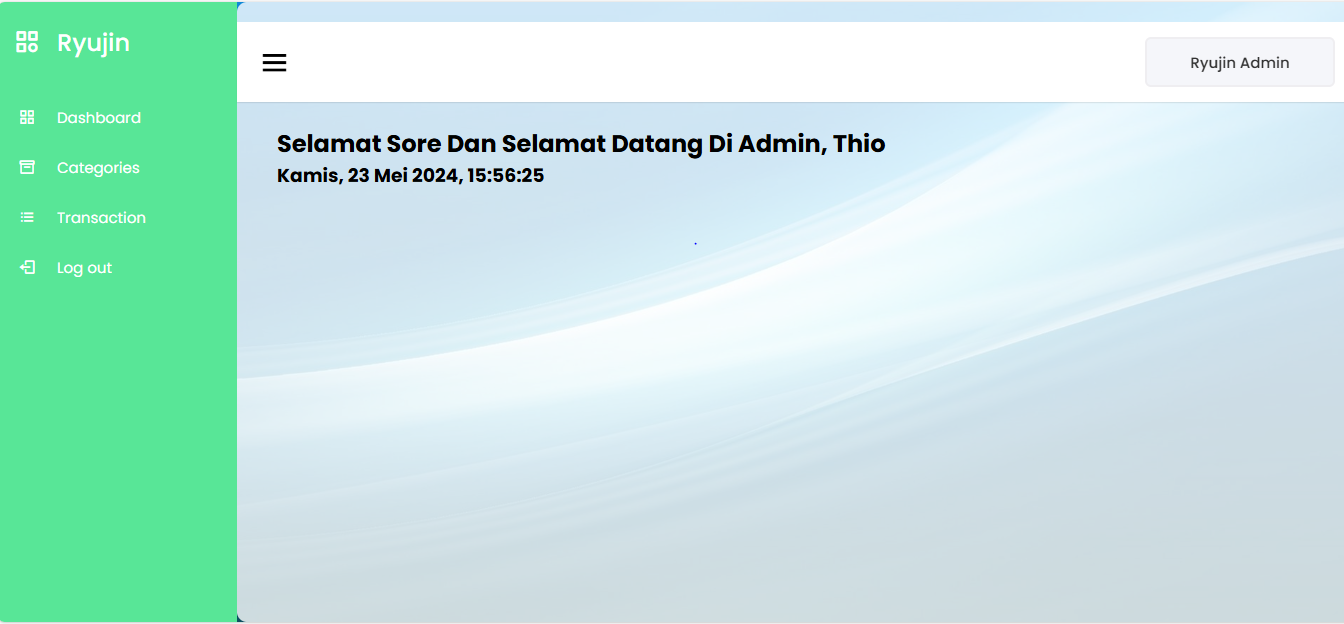 Ryujin
Dashboard
Categories
Transaction
Log out
Ryujin Admin
Selamat Sore Dan Selamat Datang Di Admin, Thio
Kamis, 23 Mei 2024, 15:56:25
.